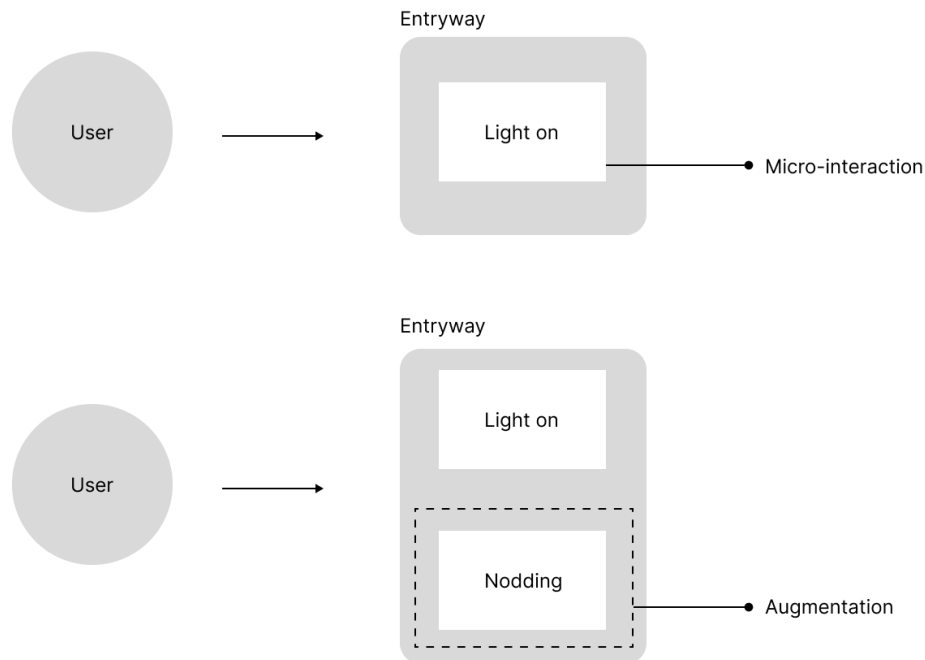 Entryway
User
Light on
Micro-interaction
Entryway
Light on
User
Nodding
Augmentation